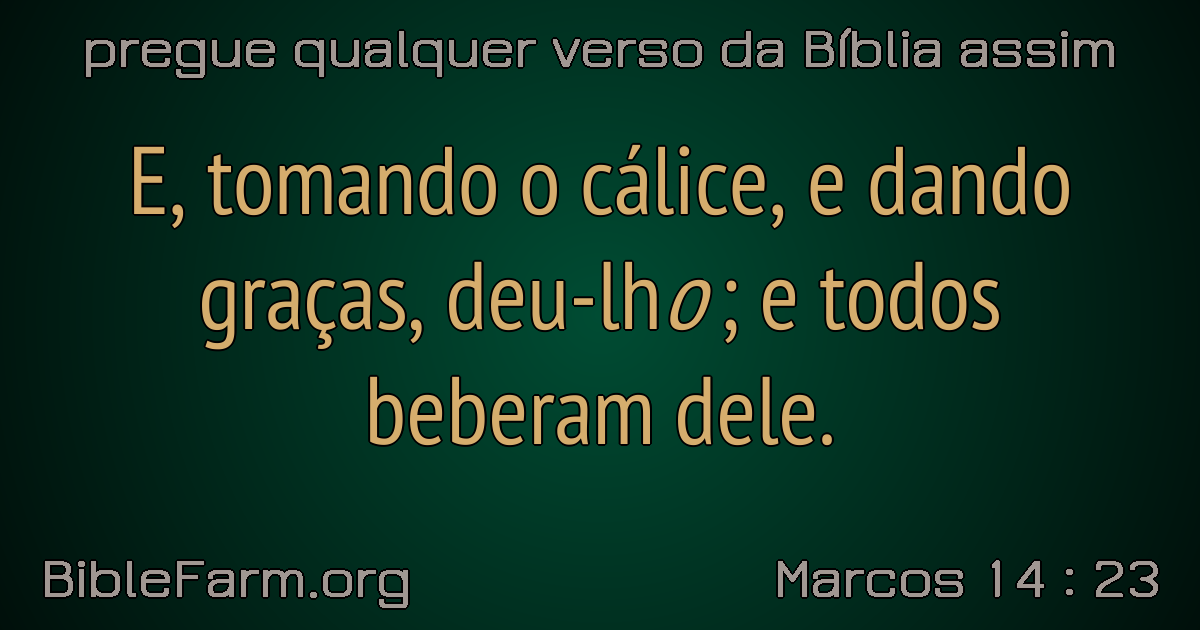 pregue qualquer verso da Bíblia assim
E, tomando o cálice, e dando
graças, deu-lho; e todos
beberam dele.
BibleFarm.org
Marcos 14 : 23